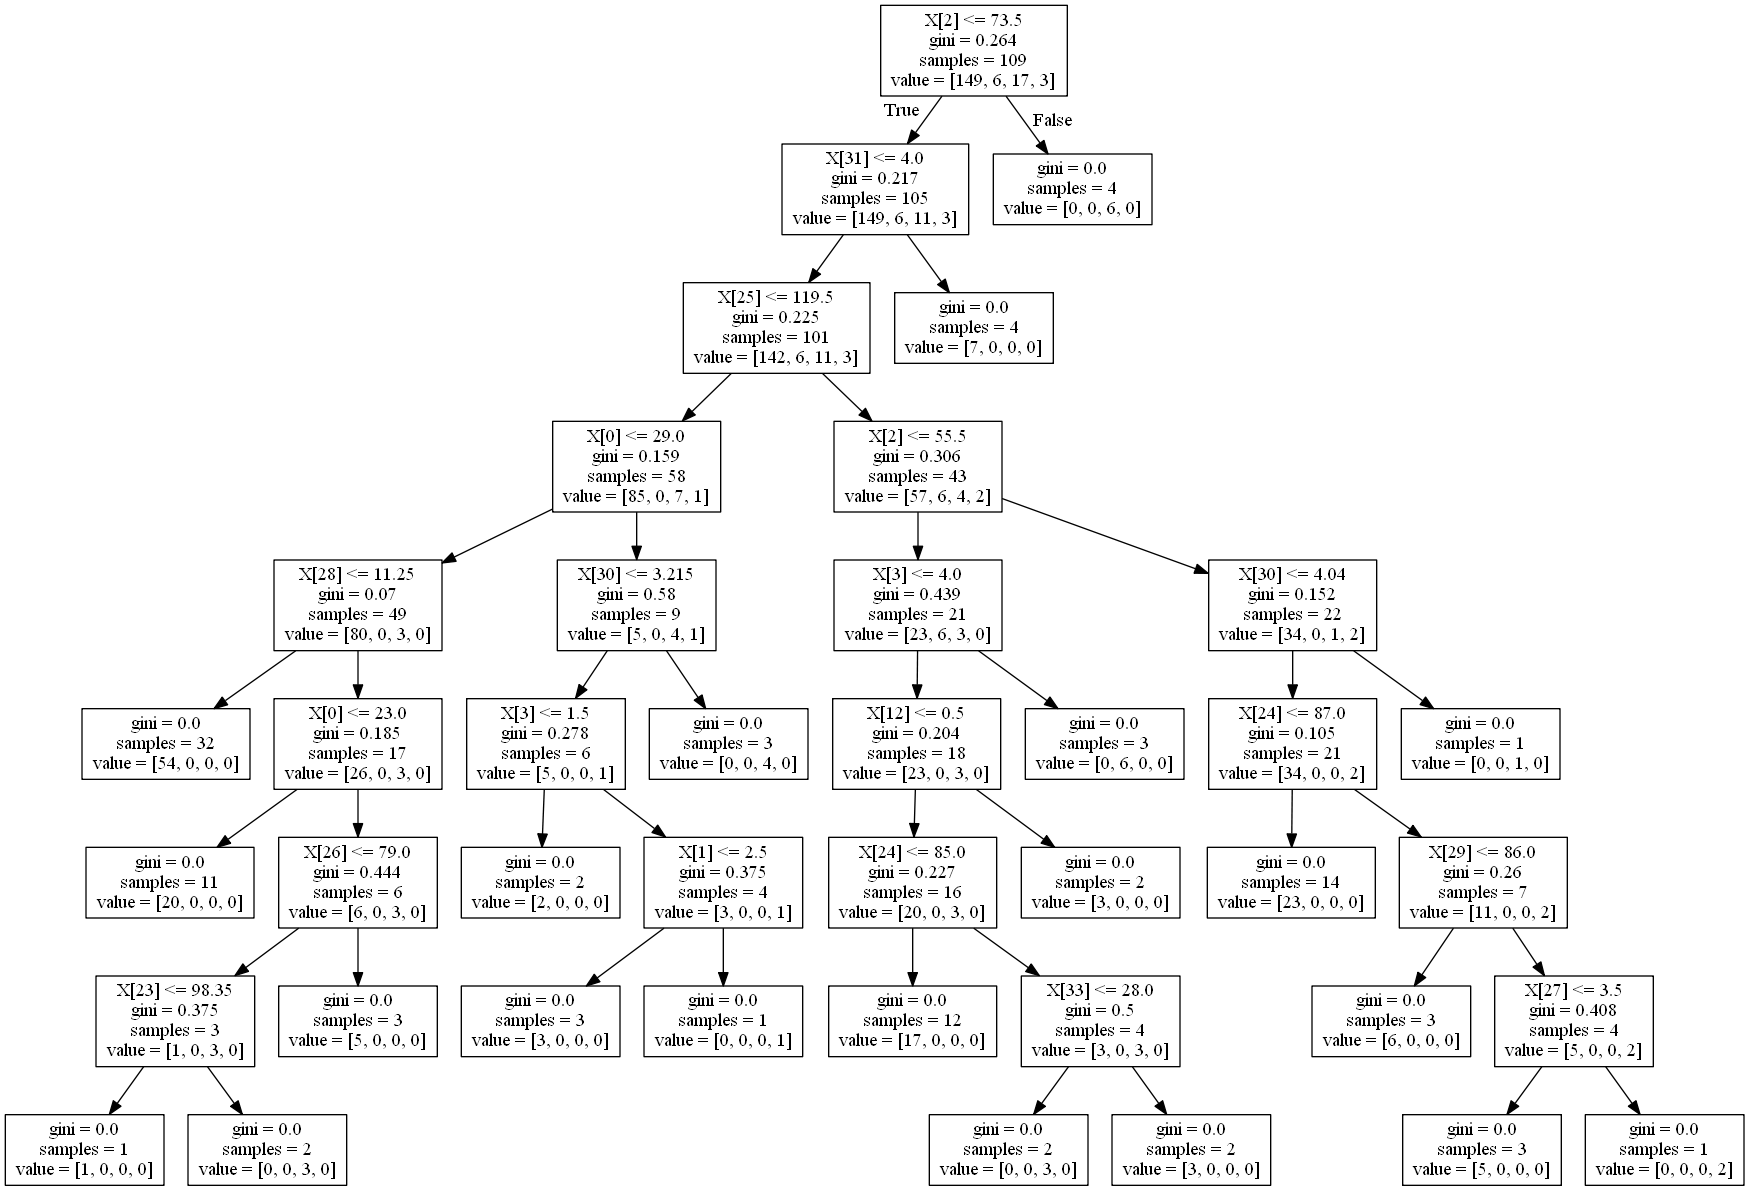 X[2] <= 73.5
gini = 0.264
samples = 109
value = [149, 6, 17, 3]
True
False
X[31] <= 4.0
gini = 0.217
samples = 105
value = [149, 6, 11, 3]
gini = 0.0
samples = 4
value = [0, 0, 6, 0]
X[25] <= 119.5
gini = 0.225
samples = 101
value = [142, 6, 11, 3]
gini = 0.0
samples = 4
value = [7, 0, 0, 0]
X[0] <= 29.0
gini = 0.159
samples = 58
value = [85, 0, 7, 1]
X[2] <= 55.5
gini = 0.306
samples = 43
value = [57, 6, 4, 2]
X[28] <= 11.25
gini = 0.07
samples = 49
value = [80, 0, 3, 0]
X[30] <= 3.215
gini = 0.58
samples = 9
value = [5, 0, 4, 1]
X[3] <= 4.0
gini = 0.439
samples = 21
value = [23, 6, 3, 0]
X[30] <= 4.04
gini = 0.152
samples = 22
value = [34, 0, 1, 2]
gini = 0.0
samples = 32
value = [54, 0, 0, 0]
X[0] <= 23.0
gini = 0.185
samples = 17
value = [26, 0, 3, 0]
X[3] <= 1.5
gini = 0.278
samples = 6
value = [5, 0, 0, 1]
gini = 0.0
samples = 3
value = [0, 0, 4, 0]
X[12] <= 0.5
gini = 0.204
samples = 18
value = [23, 0, 3, 0]
gini = 0.0
samples = 3
value = [0, 6, 0, 0]
X[24] <= 87.0
gini = 0.105
samples = 21
value = [34, 0, 0, 2]
gini = 0.0
samples = 1
value = [0, 0, 1, 0]
gini = 0.0
samples = 11
value = [20, 0, 0, 0]
X[26] <= 79.0
gini = 0.444
samples = 6
value = [6, 0, 3, 0]
gini = 0.0
samples = 2
value = [2, 0, 0, 0]
X[1] <= 2.5
gini = 0.375
samples = 4
value = [3, 0, 0, 1]
X[24] <= 85.0
gini = 0.227
samples = 16
value = [20, 0, 3, 0]
gini = 0.0
samples = 2
value = [3, 0, 0, 0]
gini = 0.0
samples = 14
value = [23, 0, 0, 0]
X[29] <= 86.0
gini = 0.26
samples = 7
value = [11, 0, 0, 2]
X[23] <= 98.35
gini = 0.375
samples = 3
value = [1, 0, 3, 0]
gini = 0.0
samples = 3
value = [5, 0, 0, 0]
gini = 0.0
samples = 3
value = [3, 0, 0, 0]
gini = 0.0
samples = 1
value = [0, 0, 0, 1]
gini = 0.0
samples = 12
value = [17, 0, 0, 0]
X[33] <= 28.0
gini = 0.5
samples = 4
value = [3, 0, 3, 0]
gini = 0.0
samples = 3
value = [6, 0, 0, 0]
X[27] <= 3.5
gini = 0.408
samples = 4
value = [5, 0, 0, 2]
gini = 0.0
samples = 1
value = [1, 0, 0, 0]
gini = 0.0
samples = 2
value = [0, 0, 3, 0]
gini = 0.0
samples = 2
value = [0, 0, 3, 0]
gini = 0.0
samples = 2
value = [3, 0, 0, 0]
gini = 0.0
samples = 3
value = [5, 0, 0, 0]
gini = 0.0
samples = 1
value = [0, 0, 0, 2]